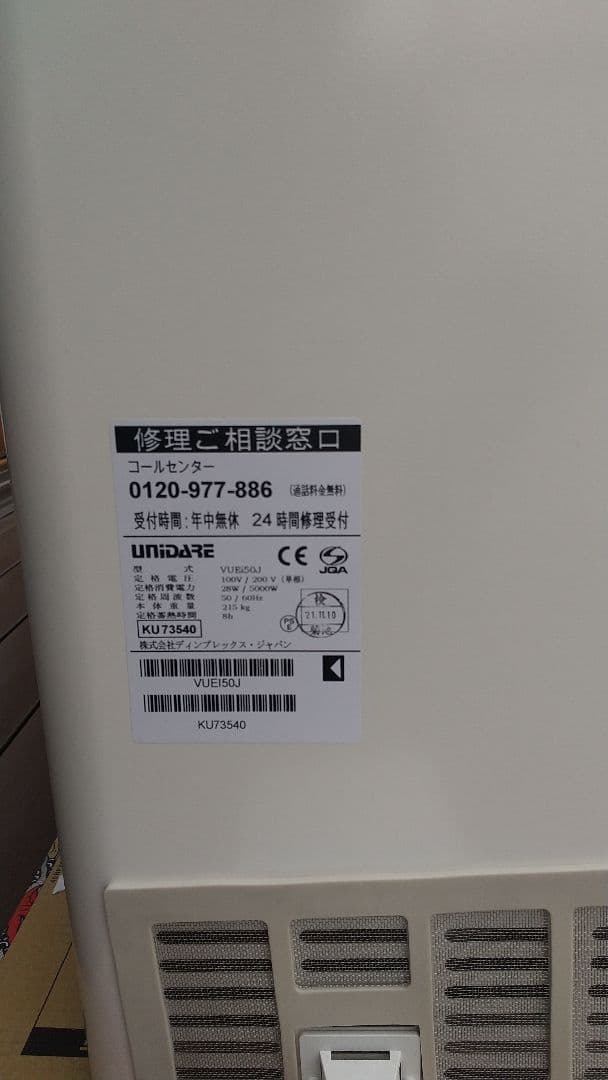 修理ご相談窓口
コールセンター
0120-977-886 (通話料金無料)
受付時間:年中無休 24時間修理受付
UNiDARE CE JQA
型式 VUEi50J
定格電圧 100V / 200V (単相)
定格消費電力 28W / 5000W
定格周波数 50 / 60Hz
本体重量 215kg
定格蓄熱時間 8h
KU73540
PSE
検
'21.11.10
菊池
株式会社ディンプレックス・ジャパン
VUEI50J
KU73540